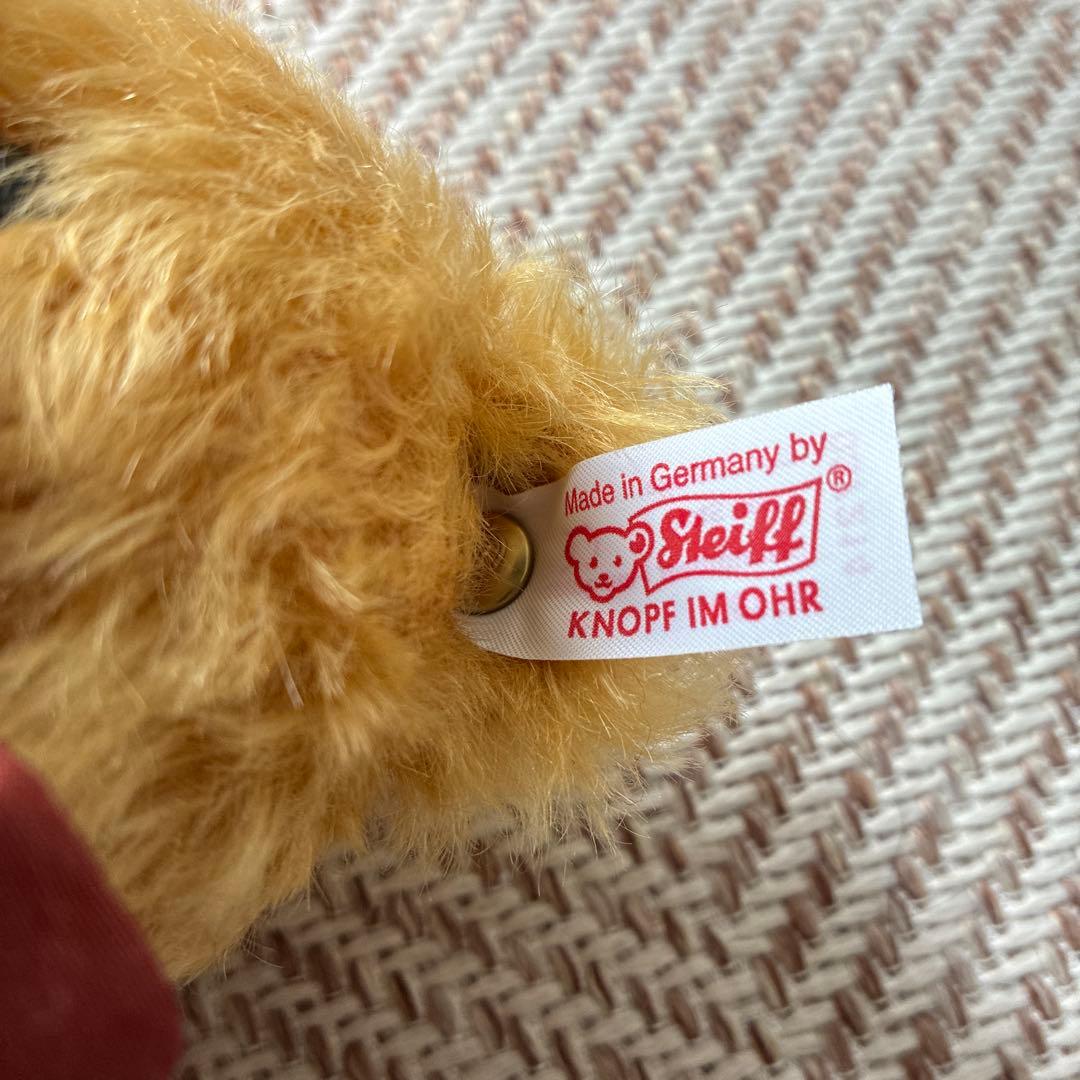 Made in Germany by
Steiff®
KNOPF IM OHR